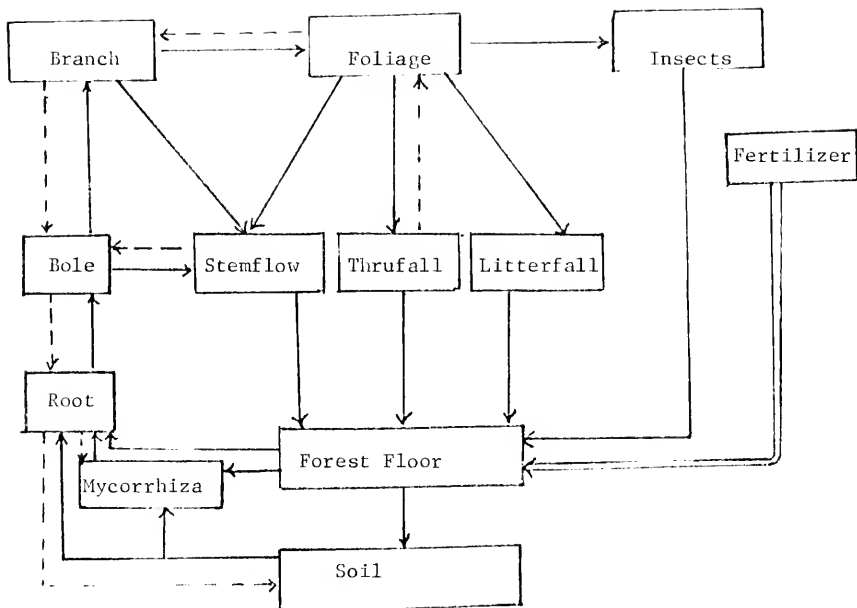 Branch
Foliage
Insects
Fertilizer
Bole
Stemflow
Thrufall
Litterfall
Root
Forest Floor
Mycorrhiza
Soil